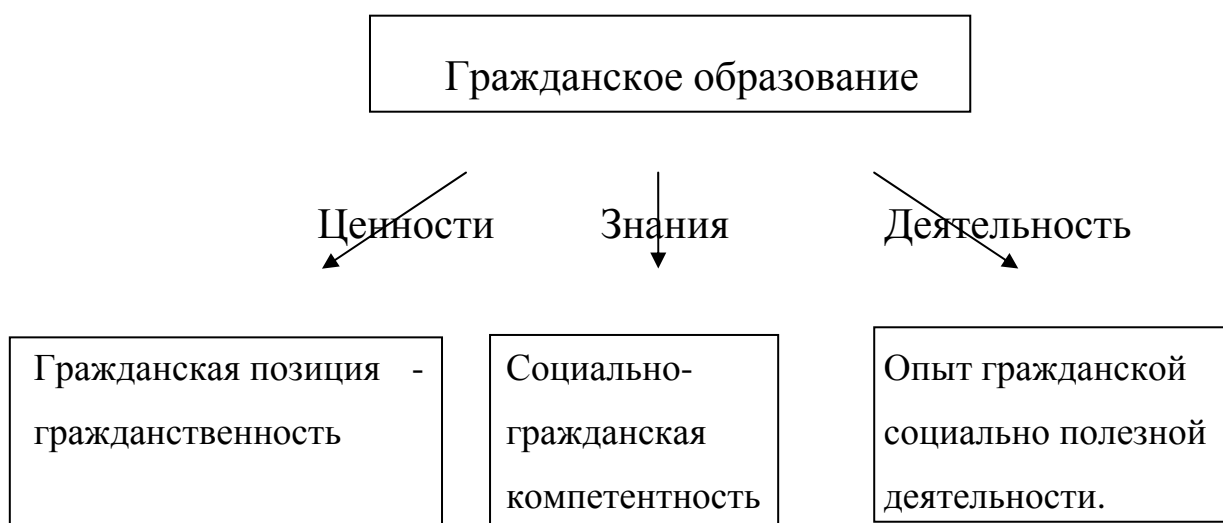 Гражданское образование
Ценности Знания Деятельность
Гражданская позиция -
гражданственность
Социально-
гражданская
компетентность
Опыт гражданской
социально полезной
деятельности.